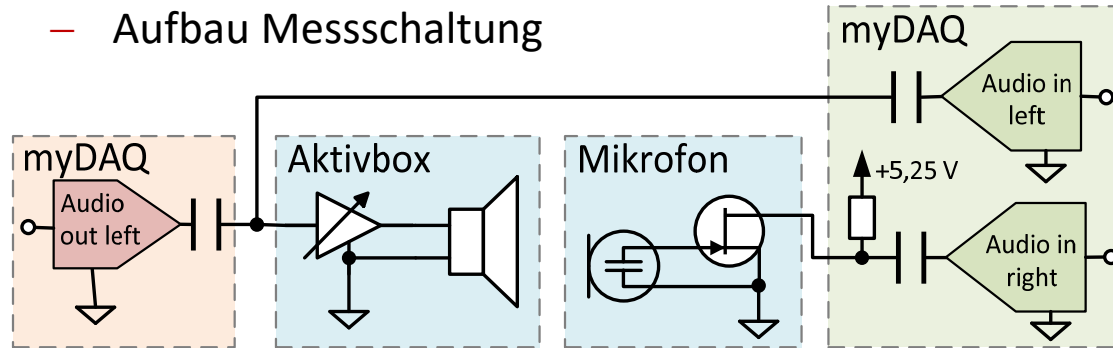 – Aufbau Messschaltung
myDAQ
Audio in
left
myDAQ
Audio
out left
Aktivbox
Mikrofon
+5,25 V
Audio in
right